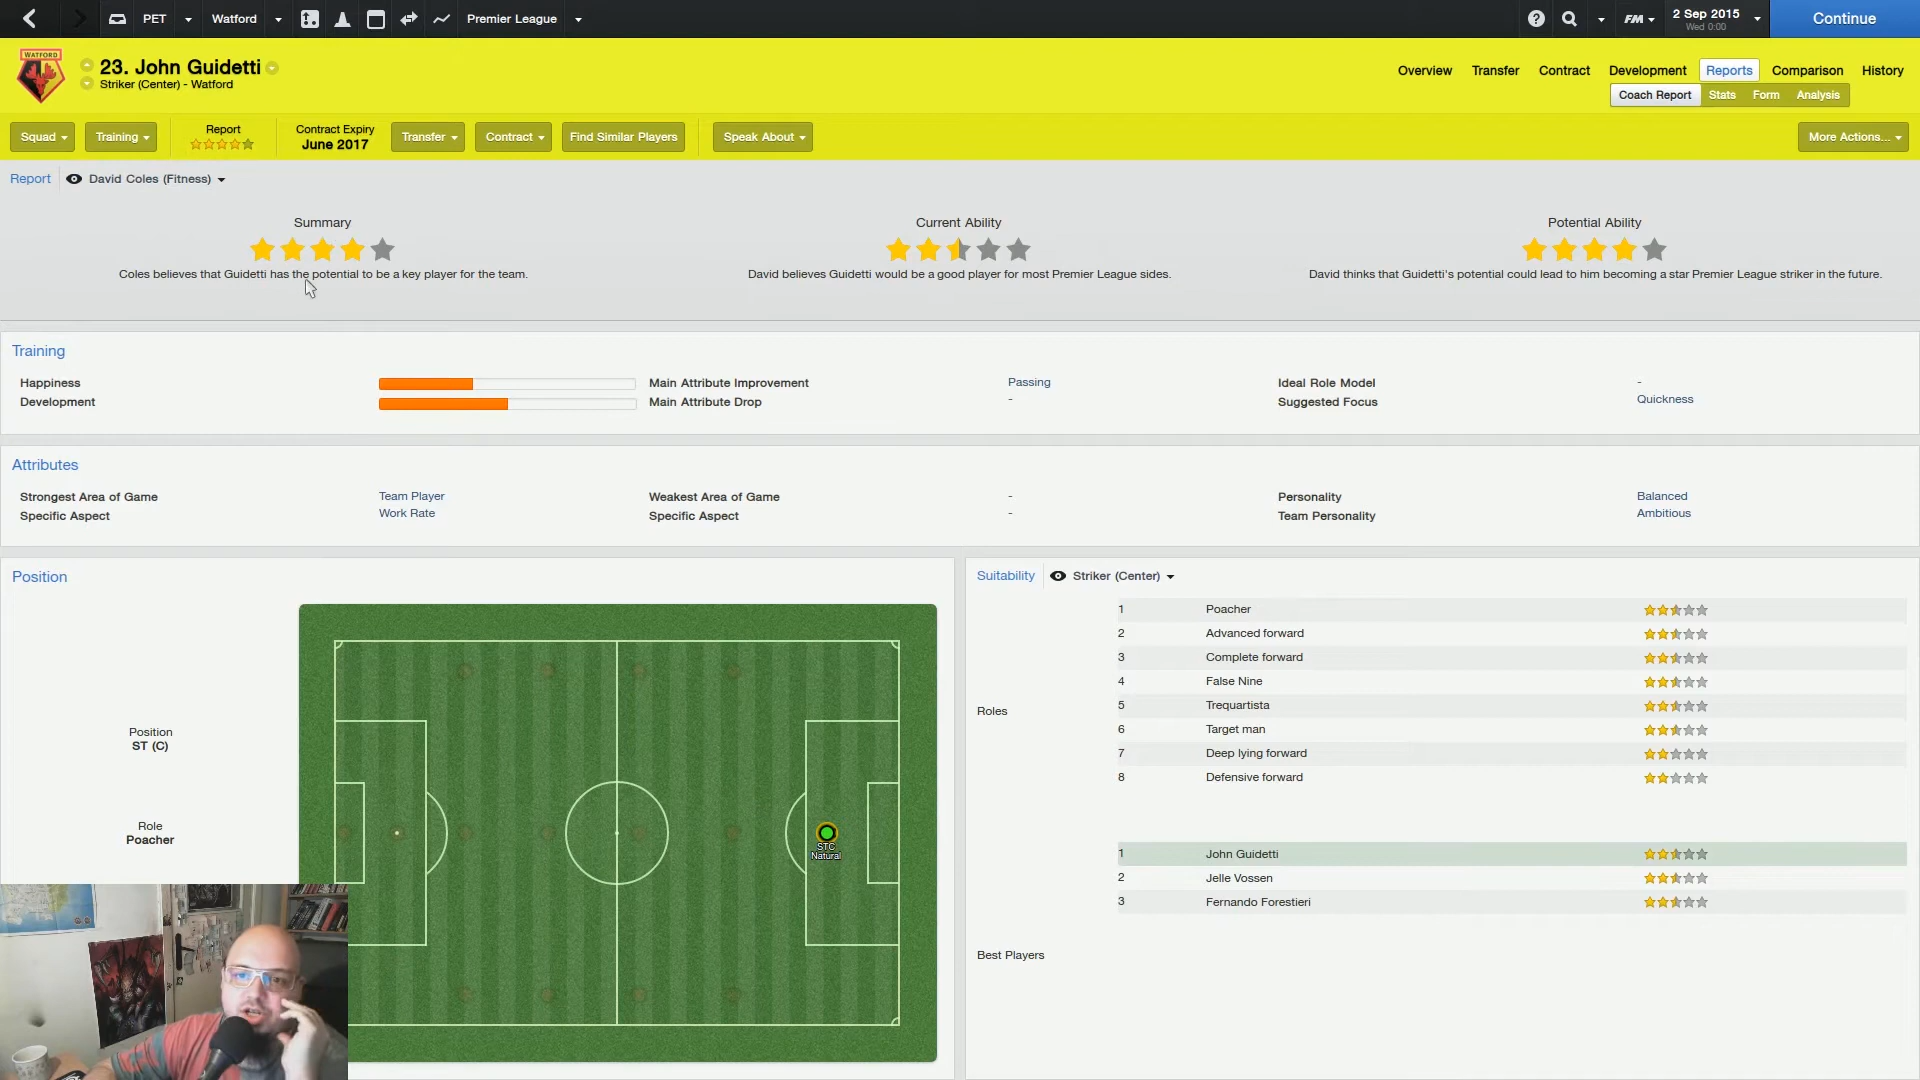 PET
Watford
Premier League
FM
2 Sep 2015
Wed 0:00
Continue
WATFORD
23. John Guidetti
Striker (Center) - Watford
Overview
Transfer
Contract
Development
Reports
Comparison
History
Coach Report
Stats
Form
Analysis
Squad
Training
Report
Contract Expiry
June 2017
Transfer
Contract
Find Similar Players
Speak About
More Actions...
Report
David Coles (Fitness)
Summary
Coles believes that Guidetti has the potential to be a key player for the team.
Current Ability
David believes Guidetti would be a good player for most Premier League sides.
Potential Ability
David thinks that Guidetti's potential could lead to him becoming a star Premier League striker in the future.
Training
Happiness
Development
Main Attribute Improvement
Passing
Main Attribute Drop
-
Ideal Role Model
-
Suggested Focus
Quickness
Attributes
Strongest Area of Game
Team Player
Specific Aspect
Work Rate
Weakest Area of Game
-
Specific Aspect
-
Personality
Balanced
Team Personality
Ambitious
Position
Position
ST (C)
Role
Poacher
STC
Natural
Suitability
Striker (Center)
Roles
1 Poacher
2 Advanced forward
3 Complete forward
4 False Nine
5 Trequartista
6 Target man
7 Deep lying forward
8 Defensive forward
Best Players
1 John Guidetti
2 Jelle Vossen
3 Fernando Forestieri